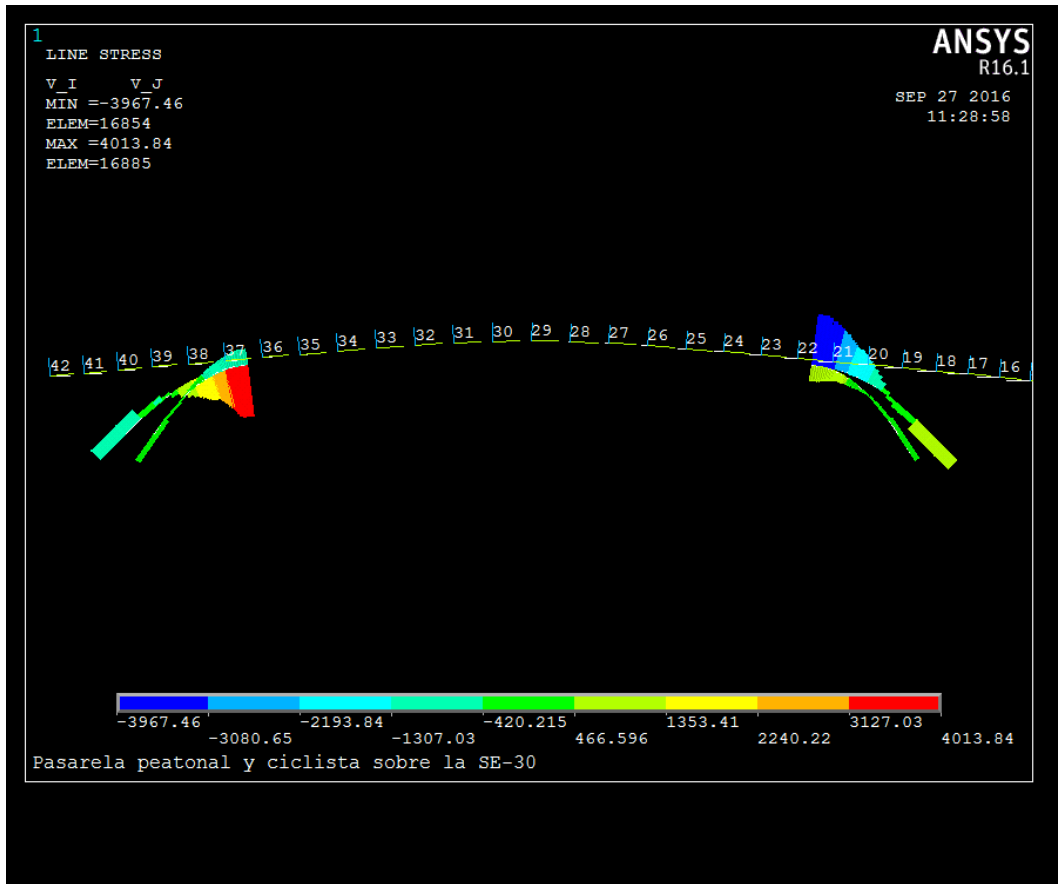 1
LINE STRESS
V_I V_J
MIN =-3967.46
ELEM=16854
MAX =4013.84
ELEM=16885
ANSYS
R16.1
SEP 27 2016
11:28:58
42 41 40 39 38 37 36 35 34 33 32 31 30 29 28 27 26 25 24 23 22 21 20 19 18 17 16
-3967.46 -2193.84 -420.215 1353.41 3127.03
-3080.65 -1307.03 466.596 2240.22 4013.84
Pasarela peatonal y ciclista sobre la SE-30